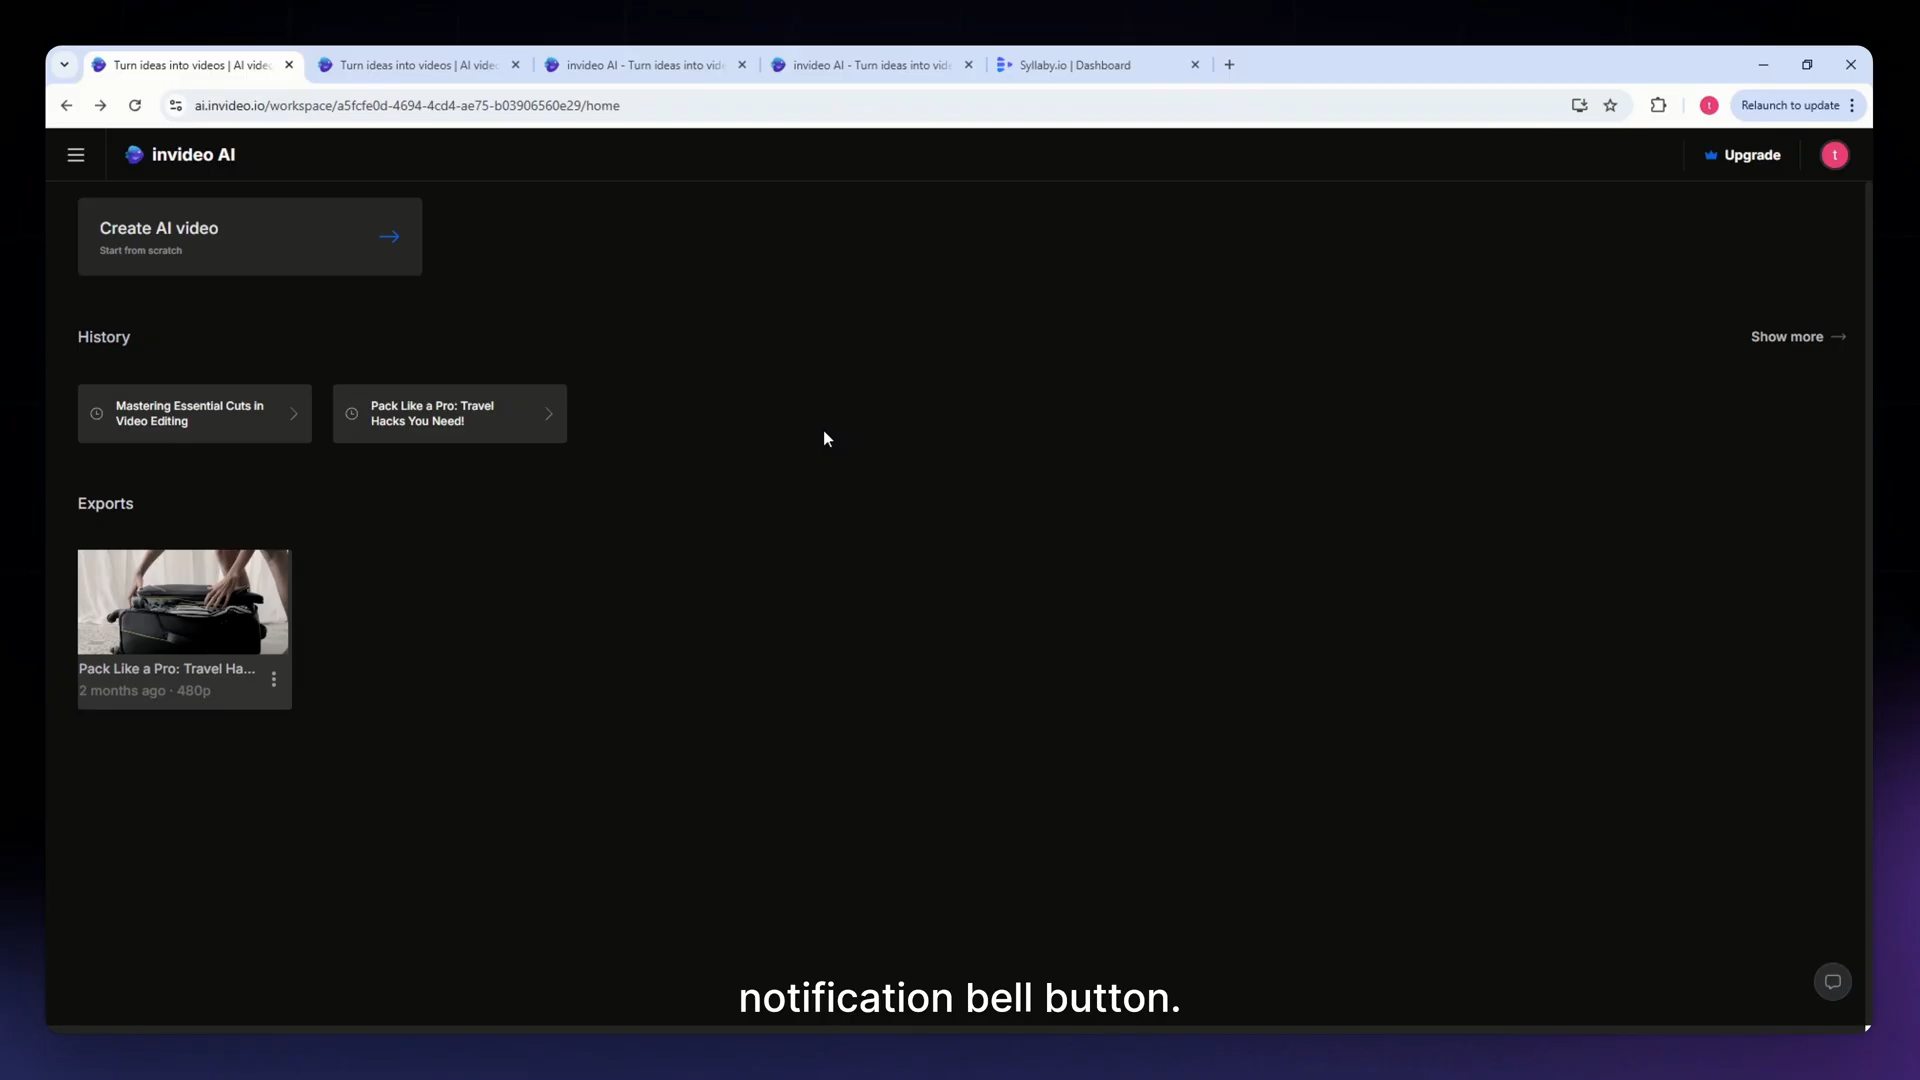 Turn ideas into videos | AI videc
Turn ideas into videos | AI videc
invideo AI - Turn ideas into vide
invideo AI - Turn ideas into vide
Syllaby.io | Dashboard
ai.invideo.io/workspace/a5fcfe0d-4694-4cd4-ae75-b03906560e29/home
t
Relaunch to update
invideo AI
Upgrade
t
Create AI video
Start from scratch
History
Show more
Mastering Essential Cuts in
Video Editing
Pack Like a Pro: Travel
Hacks You Need!
Exports
Pack Like a Pro: Travel Ha...
2 months ago · 480p
notification bell button.